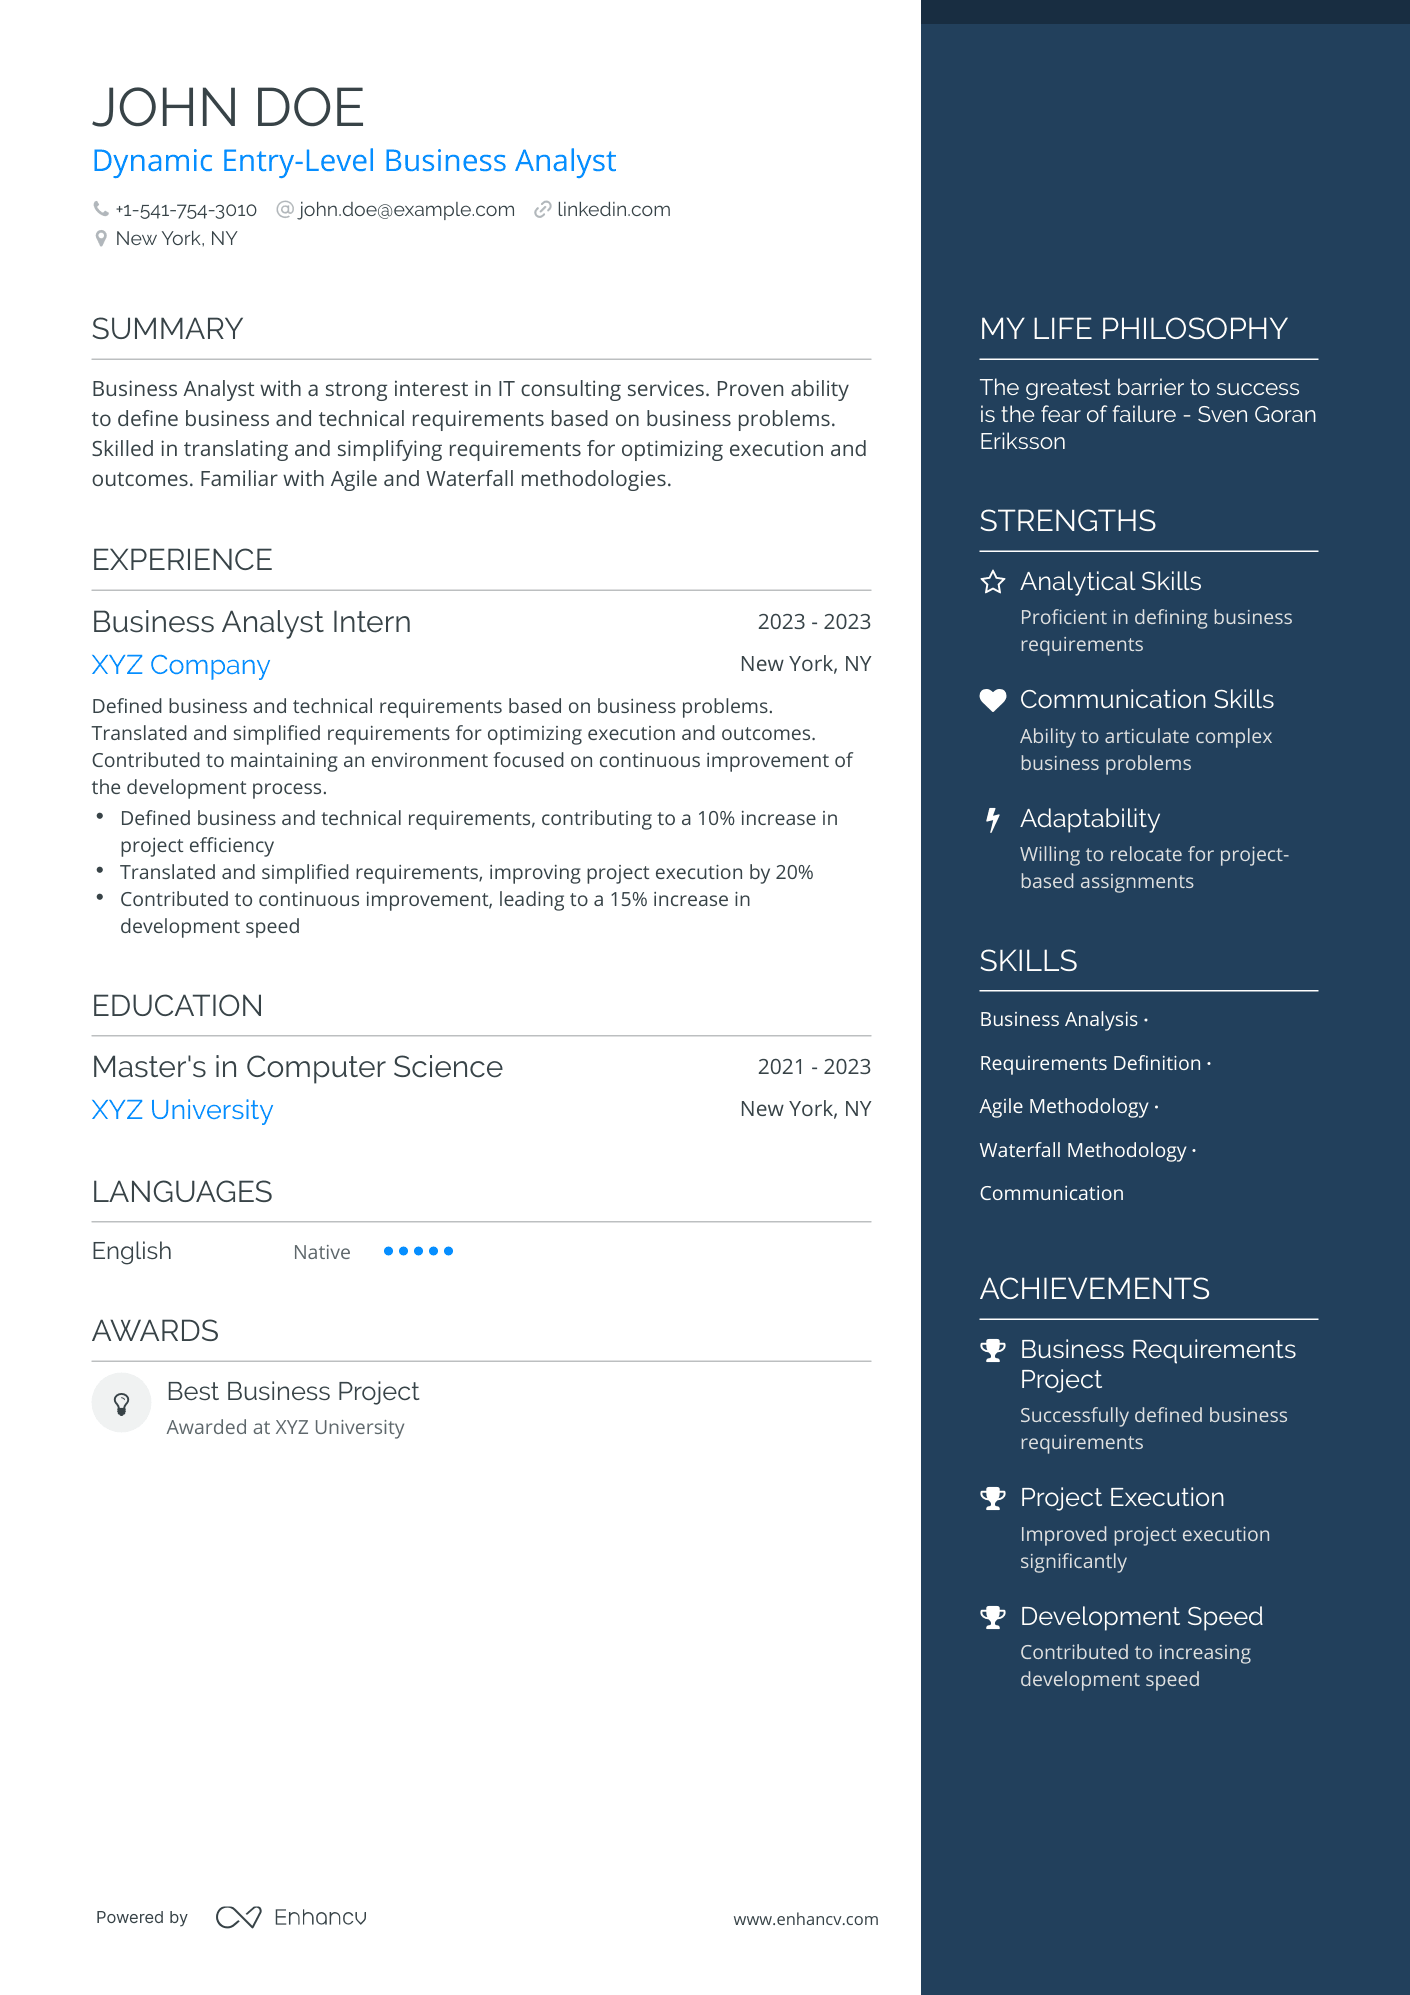 JOHN DOE
Dynamic Entry-Level Business Analyst
+1-541-754-3010 john.doe@example.com linkedin.com
New York, NY
SUMMARY
Business Analyst with a strong interest in IT consulting services. Proven ability
to define business and technical requirements based on business problems.
Skilled in translating and simplifying requirements for optimizing execution and
outcomes. Familiar with Agile and Waterfall methodologies.
EXPERIENCE
Business Analyst Intern 2023 - 2023
XYZ Company New York, NY
Defined business and technical requirements based on business problems.
Translated and simplified requirements for optimizing execution and outcomes.
Contributed to maintaining an environment focused on continuous improvement of
the development process.
• Defined business and technical requirements, contributing to a 10% increase in
project efficiency
• Translated and simplified requirements, improving project execution by 20%
• Contributed to continuous improvement, leading to a 15% increase in
development speed
EDUCATION
Master's in Computer Science 2021 - 2023
XYZ University New York, NY
LANGUAGES
English Native
AWARDS
Best Business Project
Awarded at XYZ University
MY LIFE PHILOSOPHY
The greatest barrier to success
is the fear of failure - Sven Goran
Eriksson
STRENGTHS
Analytical Skills
Proficient in defining business
requirements
Communication Skills
Ability to articulate complex
business problems
Adaptability
Willing to relocate for project-
based assignments
SKILLS
Business Analysis ·
Requirements Definition ·
Agile Methodology ·
Waterfall Methodology ·
Communication
ACHIEVEMENTS
Business Requirements
Project
Successfully defined business
requirements
Project Execution
Improved project execution
significantly
Development Speed
Contributed to increasing
development speed
Powered by Enhancv www.enhancv.com